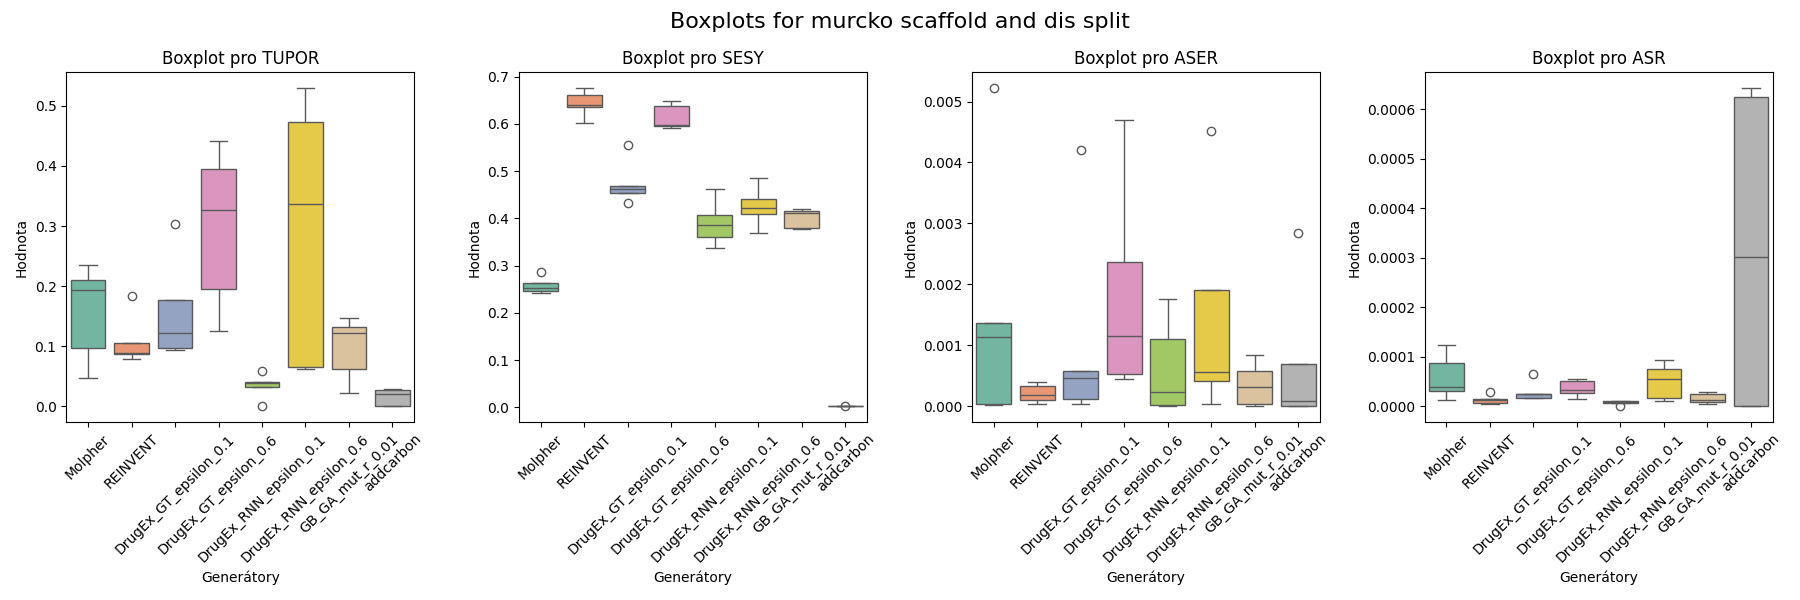 Boxplots for murcko scaffold and dis split
Boxplot pro TUPOR
Hodnota
0.5
0.4
0.3
0.2
0.1
0.0
Molpher
REINVENT
DrugEx_GT_epsilon_0.1
DrugEx_GT_epsilon_0.6
DrugEx_RNN_epsilon_0.1
DrugEx_RNN_epsilon_0.6
GB_GA_mut_r_0.01
addcarbon
Generátory
Boxplot pro SESY
Hodnota
0.7
0.6
0.5
0.4
0.3
0.2
0.1
0.0
Molpher
REINVENT
DrugEx_GT_epsilon_0.1
DrugEx_GT_epsilon_0.6
DrugEx_RNN_epsilon_0.1
DrugEx_RNN_epsilon_0.6
GB_GA_mut_r_0.01
addcarbon
Generátory
Boxplot pro ASER
Hodnota
0.005
0.004
0.003
0.002
0.001
0.000
Molpher
REINVENT
DrugEx_GT_epsilon_0.1
DrugEx_GT_epsilon_0.6
DrugEx_RNN_epsilon_0.1
DrugEx_RNN_epsilon_0.6
GB_GA_mut_r_0.01
addcarbon
Generátory
Boxplot pro ASR
Hodnota
0.0006
0.0005
0.0004
0.0003
0.0002
0.0001
0.0000
Molpher
REINVENT
DrugEx_GT_epsilon_0.1
DrugEx_GT_epsilon_0.6
DrugEx_RNN_epsilon_0.1
DrugEx_RNN_epsilon_0.6
GB_GA_mut_r_0.01
addcarbon
Generátory